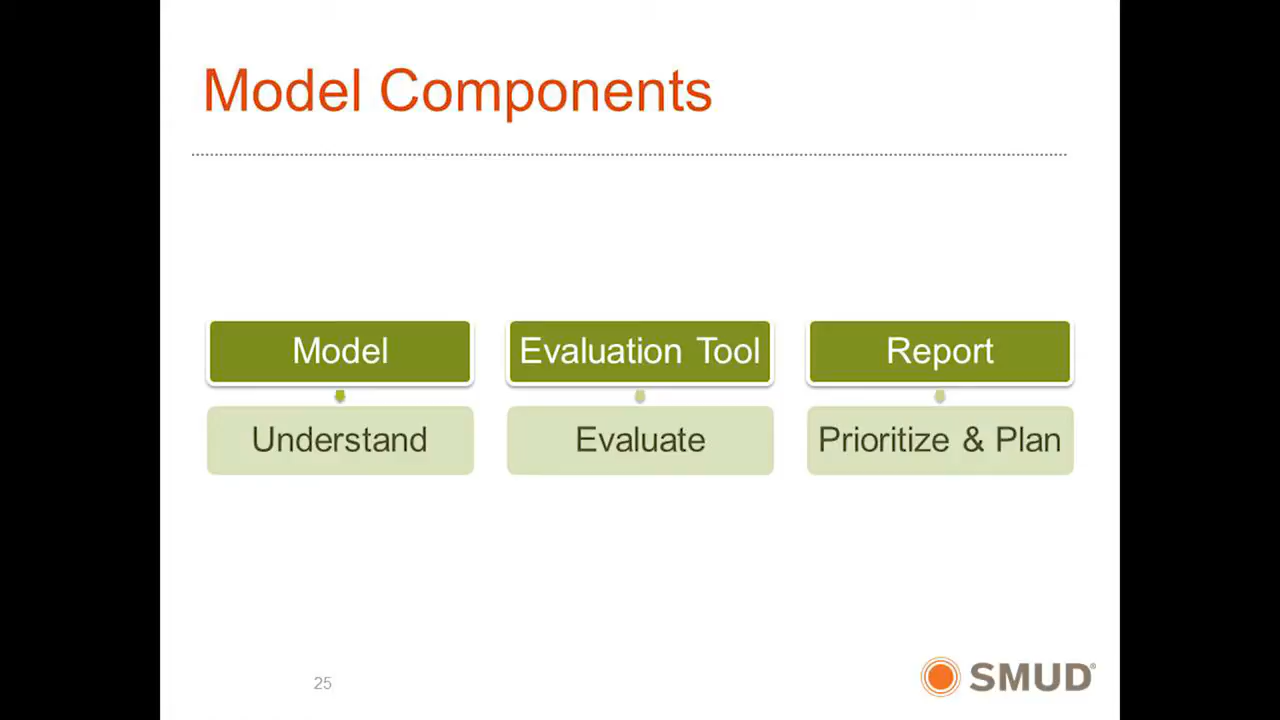 Model Components
Model
Evaluation Tool
Report
Understand
Evaluate
Prioritize & Plan
25
SMUD®